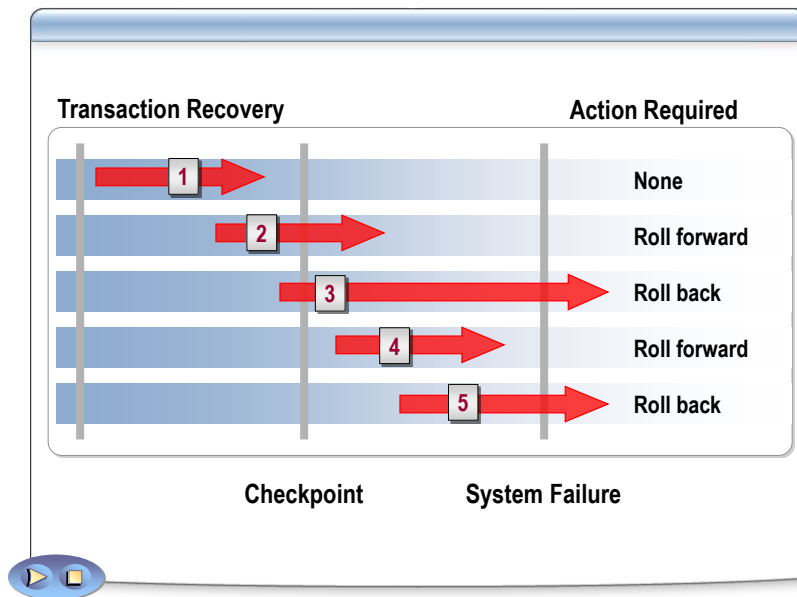 Transaction Recovery Action Required
1 None
2 Roll forward
3 Roll back
4 Roll forward
5 Roll back
Checkpoint System Failure